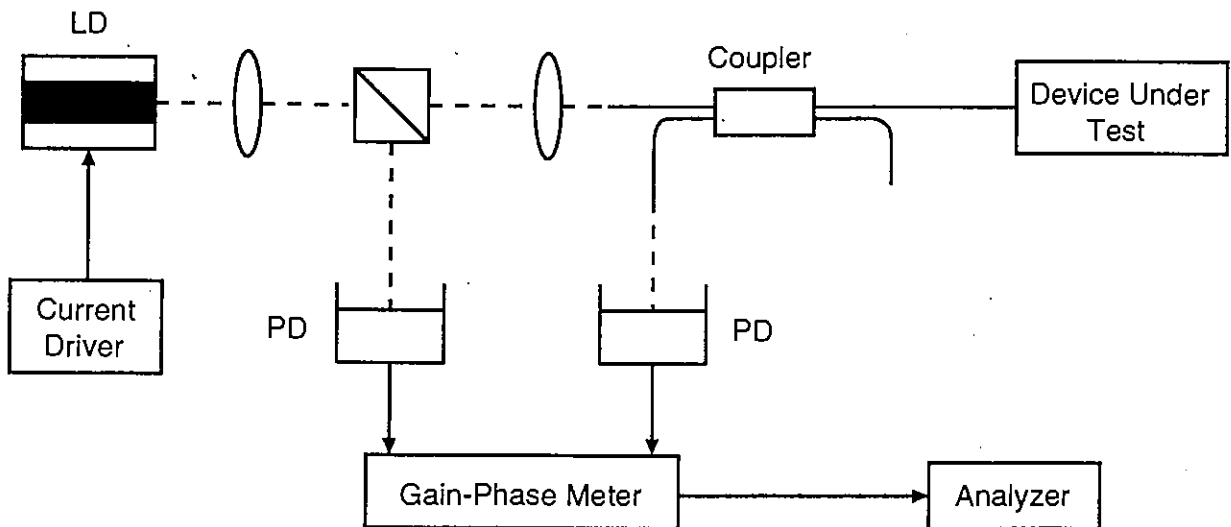 LD
Coupler
Device Under
Test
Current
Driver
PD
PD
Gain-Phase Meter
Analyzer